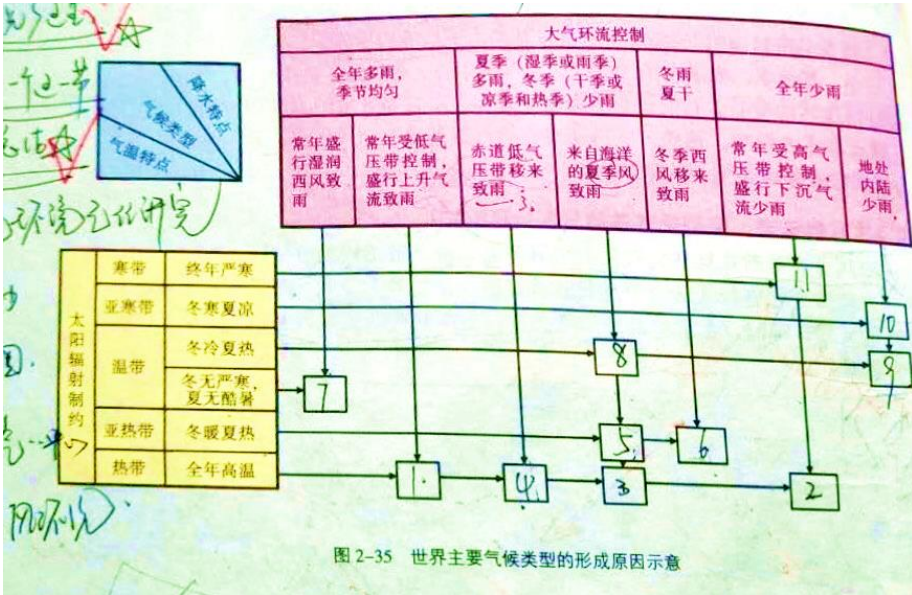 大气环流控制
全年多雨，
季节均匀
夏季（湿季或雨季）
多雨，冬季（干季或
凉季和热季）少雨
冬雨
夏干
全年少雨
降水特点
气候类型
气温特点
常年盛
行湿润
西风致
雨
常年受低气
压带控制，
盛行上升气
流致雨
赤道低气
压带移来
致雨
来自海洋
的夏季风
致雨
冬季西
风移来
致雨
常年受高气
压带控制，
盛行下沉气
流少雨
地处
内陆
少雨
太阳辐射制约
寒带
终年严寒
11
亚寒带
冬寒夏凉
10
温带
冬冷夏热
8
9
冬无严寒，
夏无酷暑
7
亚热带
冬暖夏热
5
6
热带
全年高温
1
4
3
2
图2-35 世界主要气候类型的形成原因示意